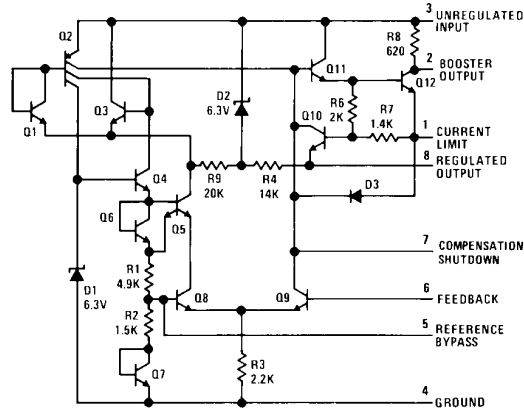 3 UNREGULATED INPUT
Q2
R8 620
2 BOOSTER OUTPUT
Q11
Q12
D2 6.3V
Q1
Q3
Q10
R6 2K
R7 1.4K
1 CURRENT LIMIT
8 REGULATED OUTPUT
R9 20K
R4 14K
Q4
D3
Q6
Q5
7 COMPENSATION SHUTDOWN
D1 6.3V
R1 4.9K
Q8
Q9
6 FEEDBACK
R2 1.5K
5 REFERENCE BYPASS
R3 2.2K
Q7
4 GROUND